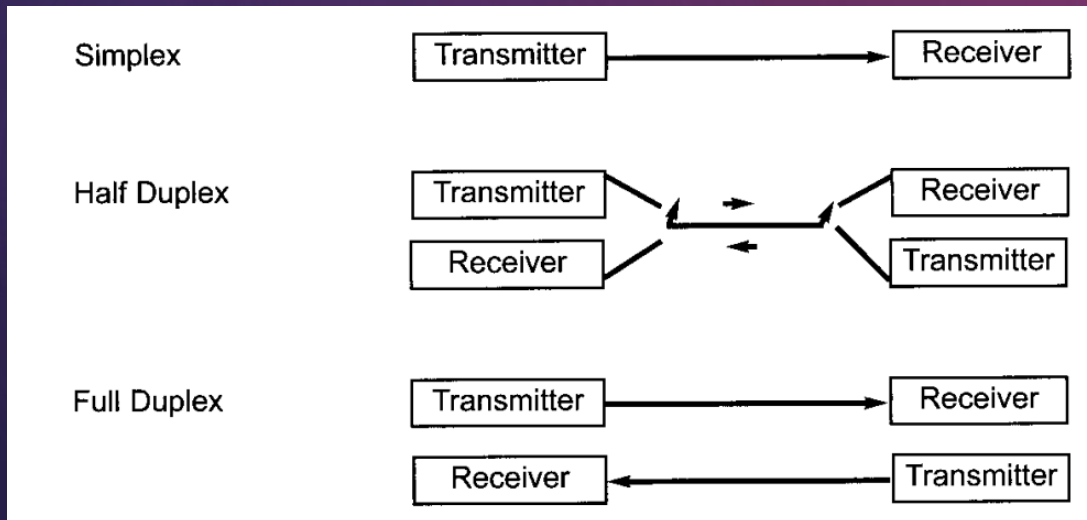 Simplex Transmitter Receiver
Half Duplex Transmitter Receiver
Receiver Transmitter
Full Duplex Transmitter Receiver
Receiver Transmitter